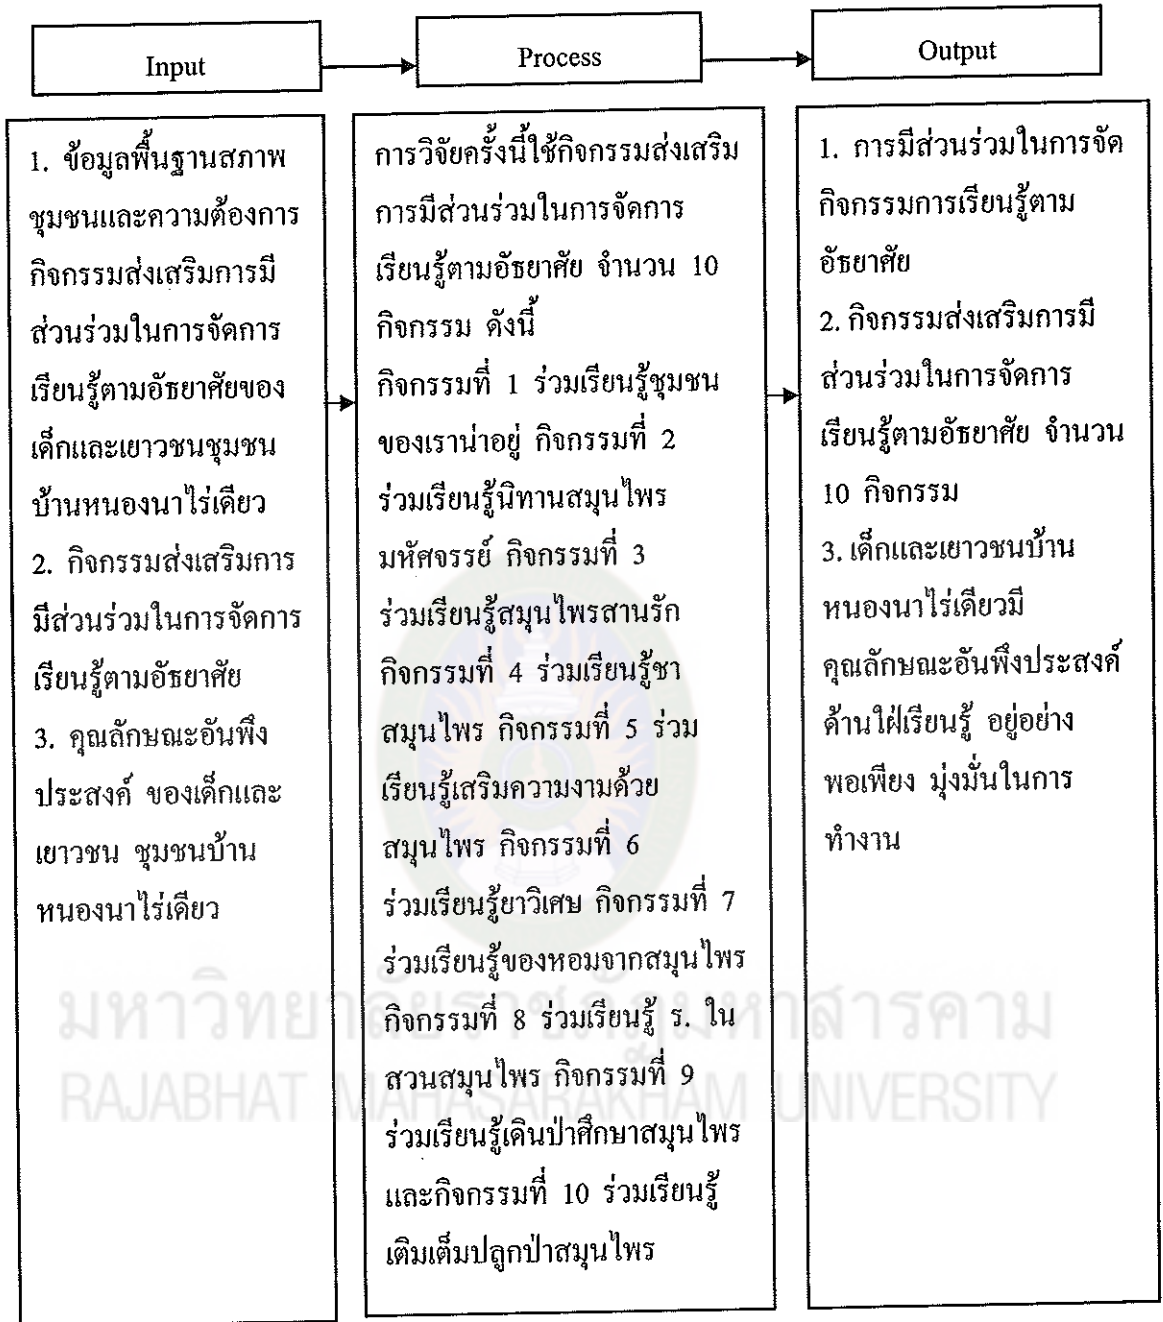 Input
Process
Output
1. ข้อมูลพื้นฐานสภาพ
ชุมชนและความต้องการ
กิจกรรมส่งเสริมการมี
ส่วนร่วมในการจัดการ
เรียนรู้ตามอัธยาศัยของ
เด็กและเยาวชนชุมชน
บ้านหนองนาไร่เดียว
2. กิจกรรมส่งเสริมการ
มีส่วนร่วมในการจัดการ
เรียนรู้ตามอัธยาศัย
3. คุณลักษณะอันพึง
ประสงค์ ของเด็กและ
เยาวชน ชุมชนบ้าน
หนองนาไร่เดียว
การวิจัยครั้งนี้ใช้กิจกรรมส่งเสริม
การมีส่วนร่วมในการจัดการ
เรียนรู้ตามอัธยาศัย จำนวน 10
กิจกรรม ดังนี้
กิจกรรมที่ 1 ร่วมเรียนรู้ชุมชน
ของเราน่าอยู่ กิจกรรมที่ 2
ร่วมเรียนรู้นิทานสมุนไพร
มหัศจรรย์ กิจกรรมที่ 3
ร่วมเรียนรู้สมุนไพรสานรัก
กิจกรรมที่ 4 ร่วมเรียนรู้ชา
สมุนไพร กิจกรรมที่ 5 ร่วม
เรียนรู้เสริมความงามด้วย
สมุนไพร กิจกรรมที่ 6
ร่วมเรียนรู้ยาวิเศษ กิจกรรมที่ 7
ร่วมเรียนรู้ของหอมจากสมุนไพร
กิจกรรมที่ 8 ร่วมเรียนรู้ ร. ใน
สวนสมุนไพร กิจกรรมที่ 9
ร่วมเรียนรู้เดินป่าศึกษาสมุนไพร
และกิจกรรมที่ 10 ร่วมเรียนรู้
เติมเต็มปลูกป่าสมุนไพร
1. การมีส่วนร่วมในการจัด
กิจกรรมการเรียนรู้ตาม
อัธยาศัย
2. กิจกรรมส่งเสริมการมี
ส่วนร่วมในการจัดการ
เรียนรู้ตามอัธยาศัย จำนวน
10 กิจกรรม
3. เด็กและเยาวชนบ้าน
หนองนาไร่เดียวมี
คุณลักษณะอันพึงประสงค์
ด้านใฝ่เรียนรู้ อยู่อย่าง
พอเพียง มุ่งมั่นในการ
ทำงาน
มหาวิทยาลัยราชภัฏมหาสารคาม
RAJABHAT MAHASARAKHAM UNIVERSITY